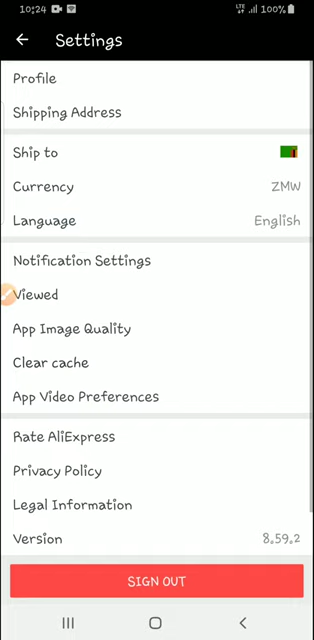 10:24
LTE 100%
Settings
Profile
Shipping Address
Ship to
Currency ZMW
Language English
Notification Settings
Viewed
App Image Quality
Clear cache
App Video Preferences
Rate AliExpress
Privacy Policy
Legal Information
Version 8.59.2
SIGN OUT